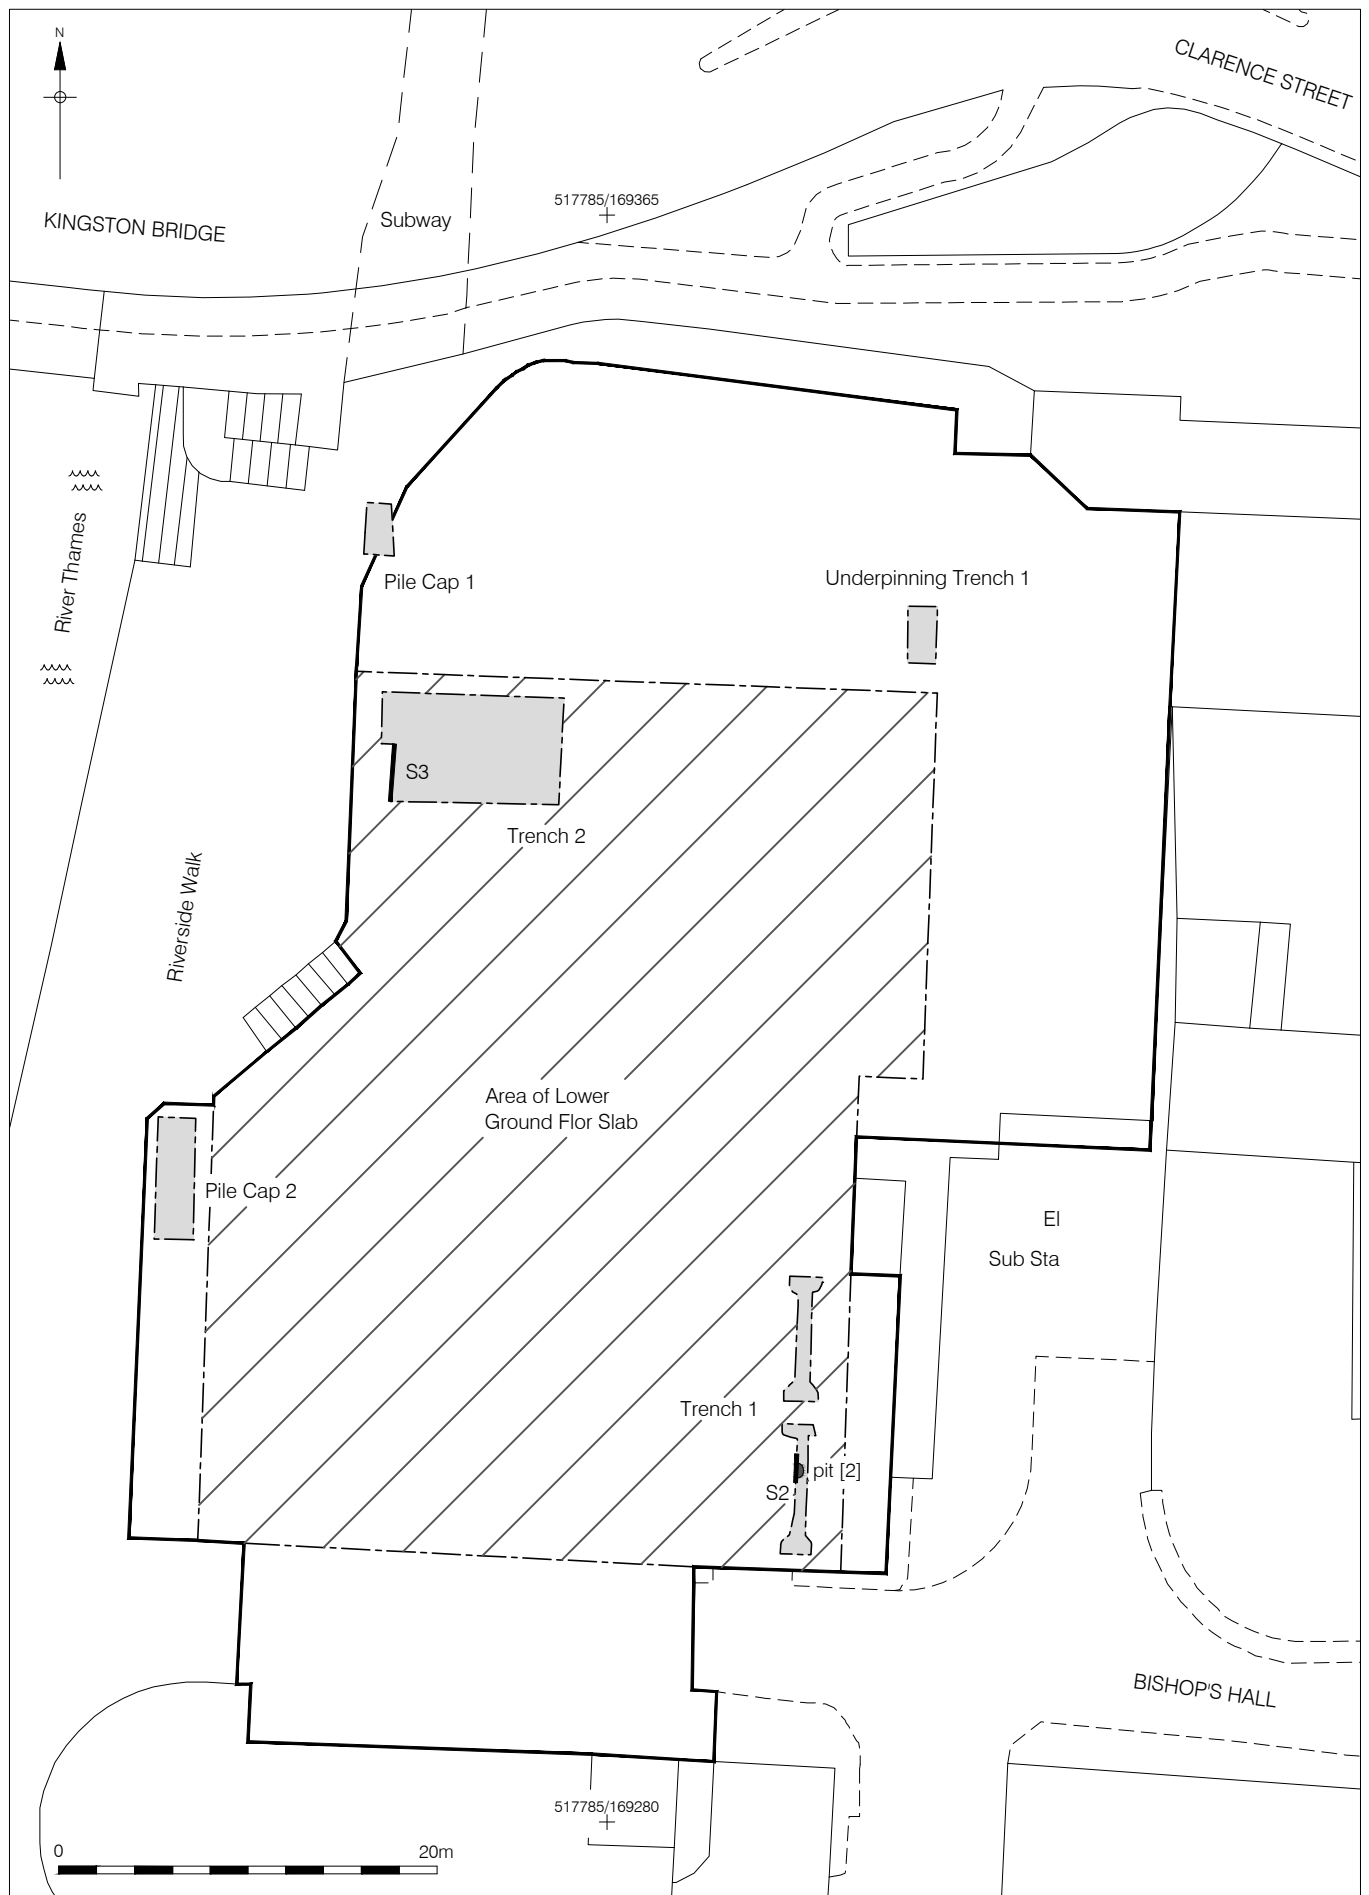 N
CLARENCE STREET
517785/169365
KINGSTON BRIDGE
Subway
River Thames
Pile Cap 1
Underpinning Trench 1
S3
Trench 2
Riverside Walk
Area of Lower
Ground Flor Slab
Pile Cap 2
El
Sub Sta
Trench 1
pit [2]
S2
BISHOP'S HALL
517785/169280
0
20m